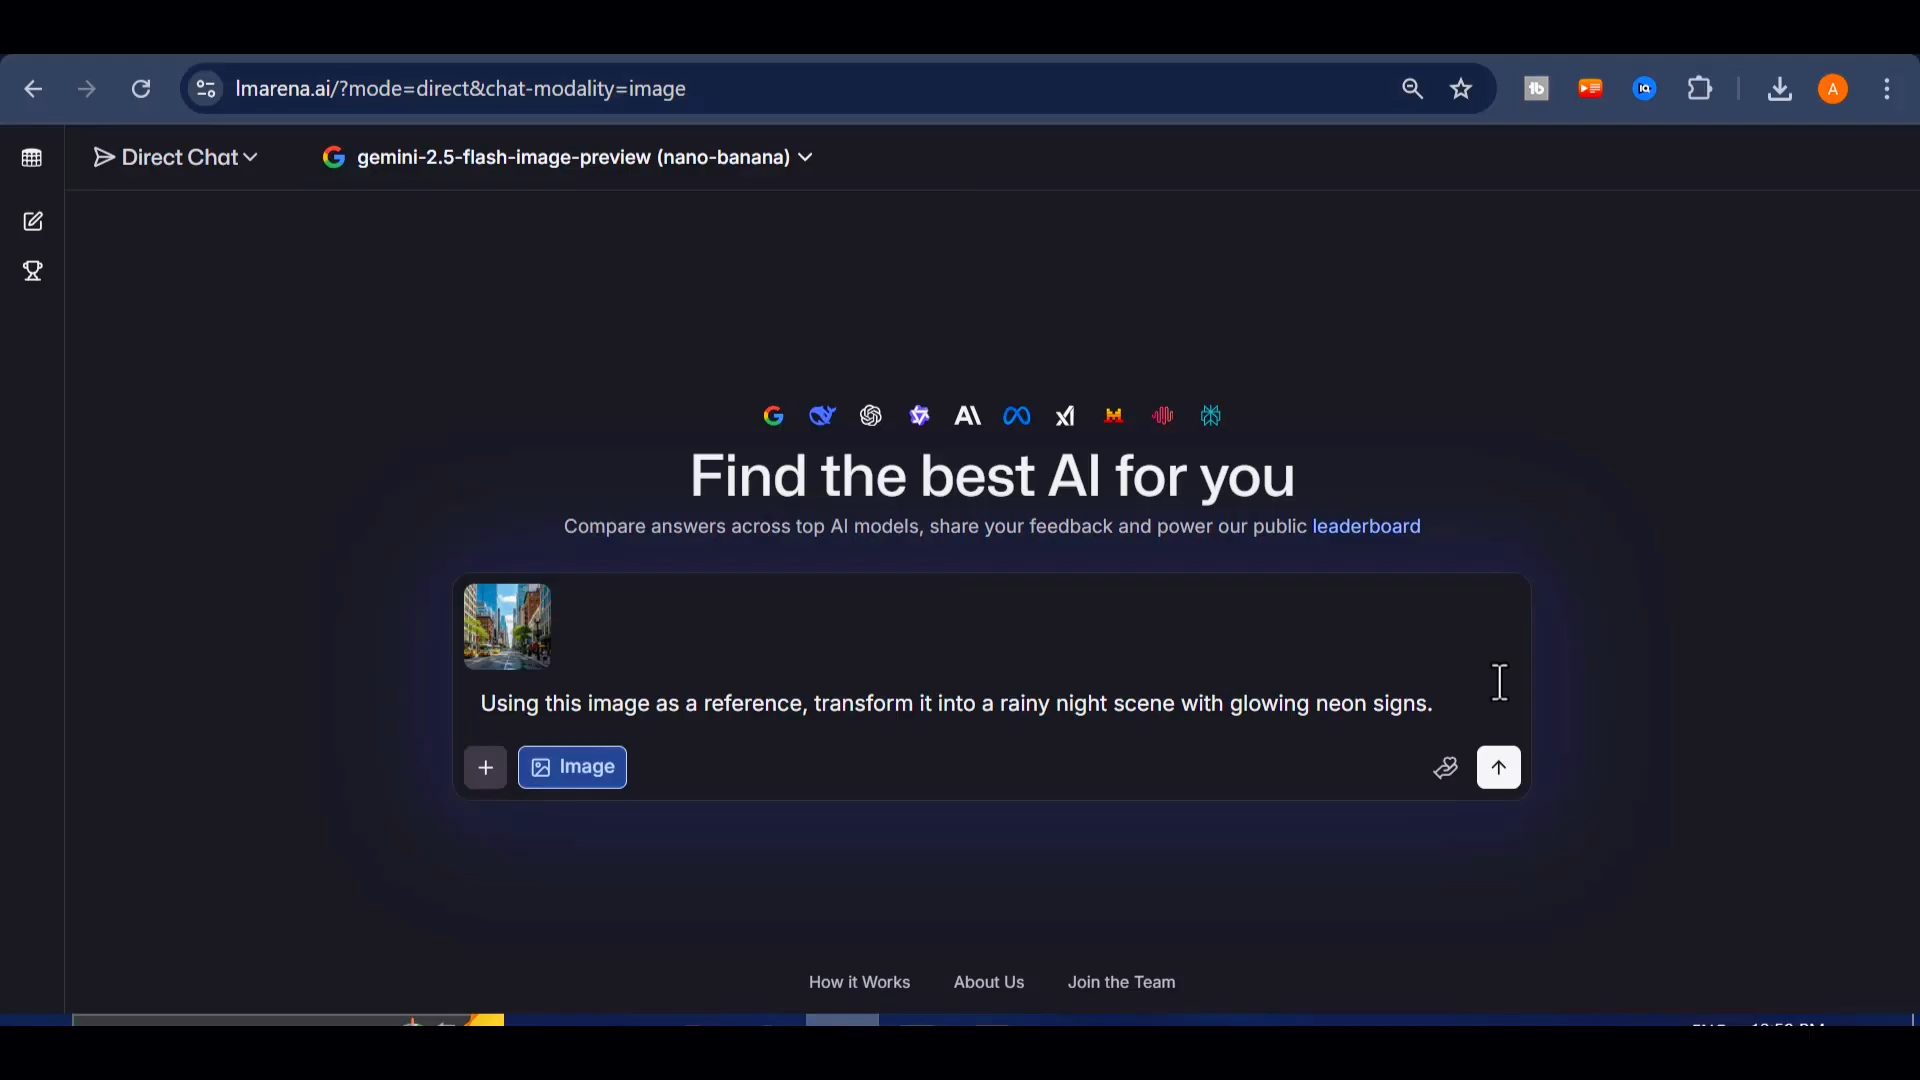 lmarena.ai/?mode=direct&chat-modality=image
A
Direct Chat
gemini-2.5-flash-image-preview (nano-banana)
Find the best AI for you
Compare answers across top AI models, share your feedback and power our public leaderboard
Using this image as a reference, transform it into a rainy night scene with glowing neon signs.
Image
How it Works
About Us
Join the Team